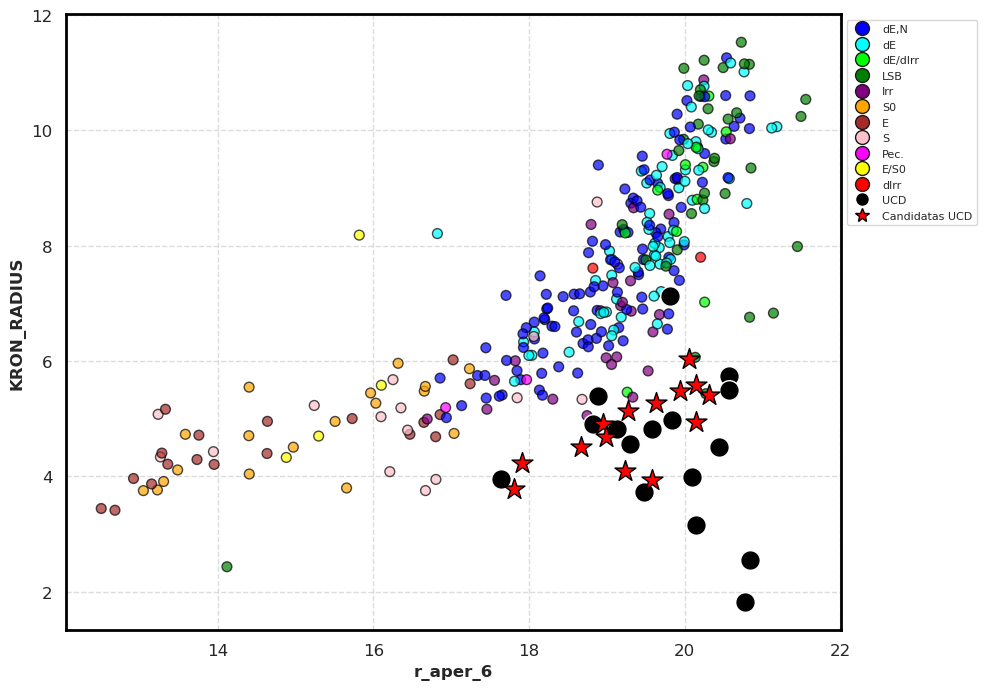 12
10
8
6
4
2
KRON_RADIUS
14
16
18
20
22
r_aper_6
dE,N
dE
dE/dIrr
LSB
Irr
S0
E
S
Pec.
E/S0
dIrr
UCD
Candidatas UCD